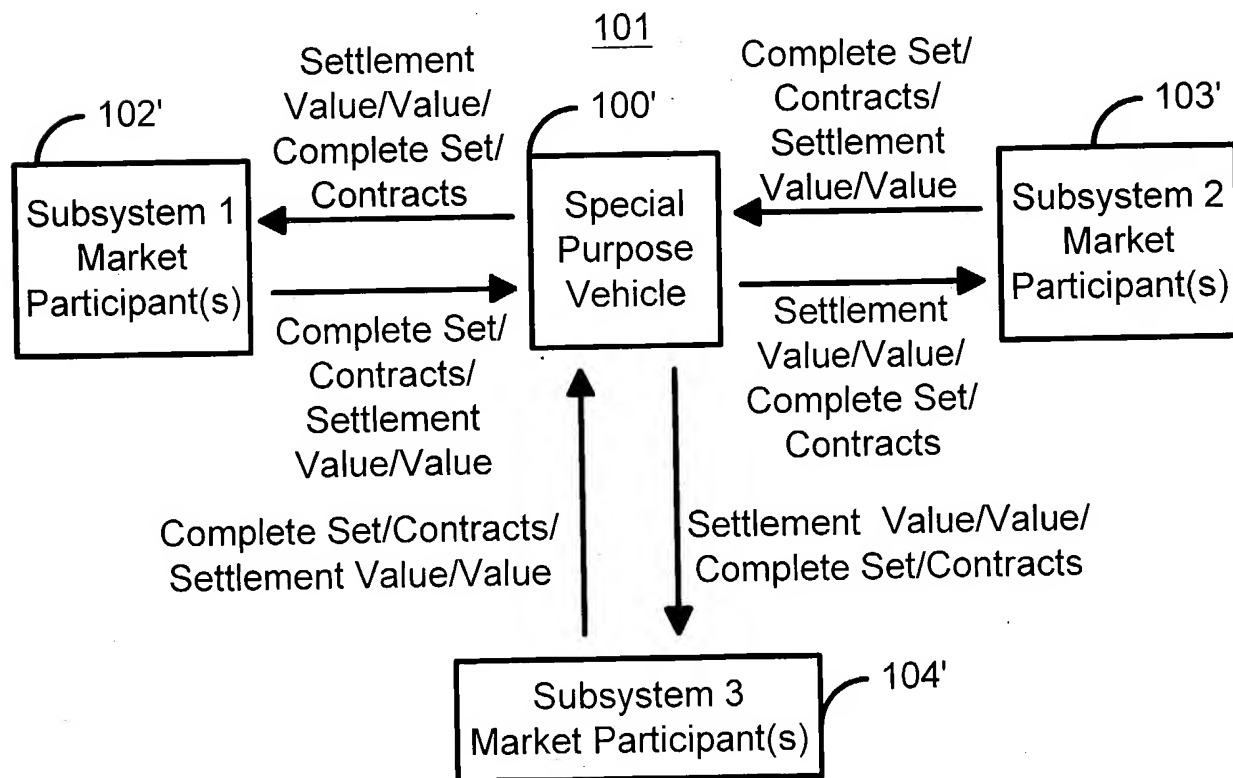 101
Settlement
Value/Value/
Complete Set/
Contracts
Complete Set/
Contracts/
Settlement
Value/Value
102'
100'
103'
Subsystem 1
Market
Participant(s)
Special
Purpose
Vehicle
Subsystem 2
Market
Participant(s)
Complete Set/
Contracts/
Settlement
Value/Value
Settlement
Value/Value/
Complete Set/
Contracts
Complete Set/Contracts/
Settlement Value/Value
Settlement Value/Value/
Complete Set/Contracts
104'
Subsystem 3
Market Participant(s)